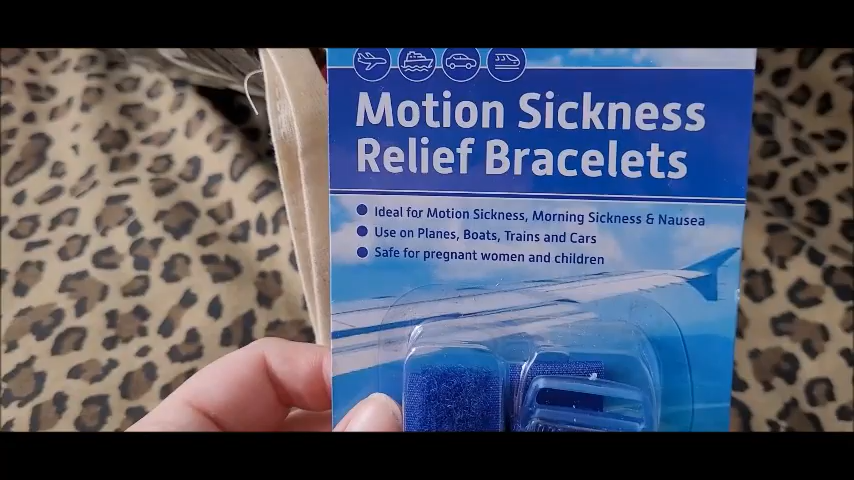 Motion Sickness
Relief Bracelets
Ideal for Motion Sickness, Morning Sickness & Nausea
Use on Planes, Boats, Trains and Cars
Safe for pregnant women and children